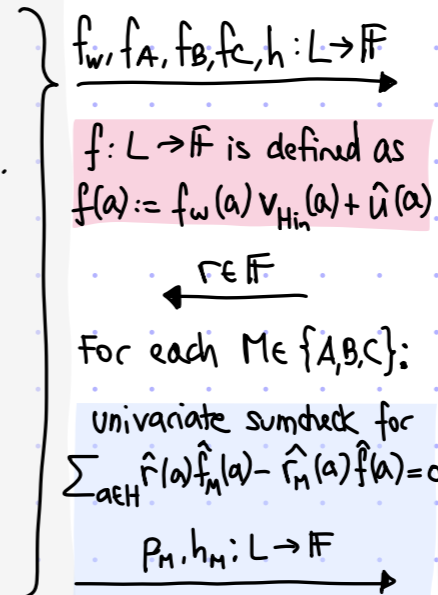 f_w, f_A, f_B, f_C, h : L → 𝔽
f : L → 𝔽 is defined as
f(a) := f_w(a) v_{H_in}(a) + û(a)
r ∈ 𝔽
For each M ∈ {A,B,C}:
univariate sumcheck for
∑_{a∈H} r̂(a) f̂_M(a) − r̂_M(a) f̂(a) = 0
p_M, h_M : L → 𝔽